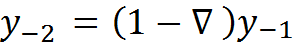 y₋₂ = (1 − ∇ )y₋₁